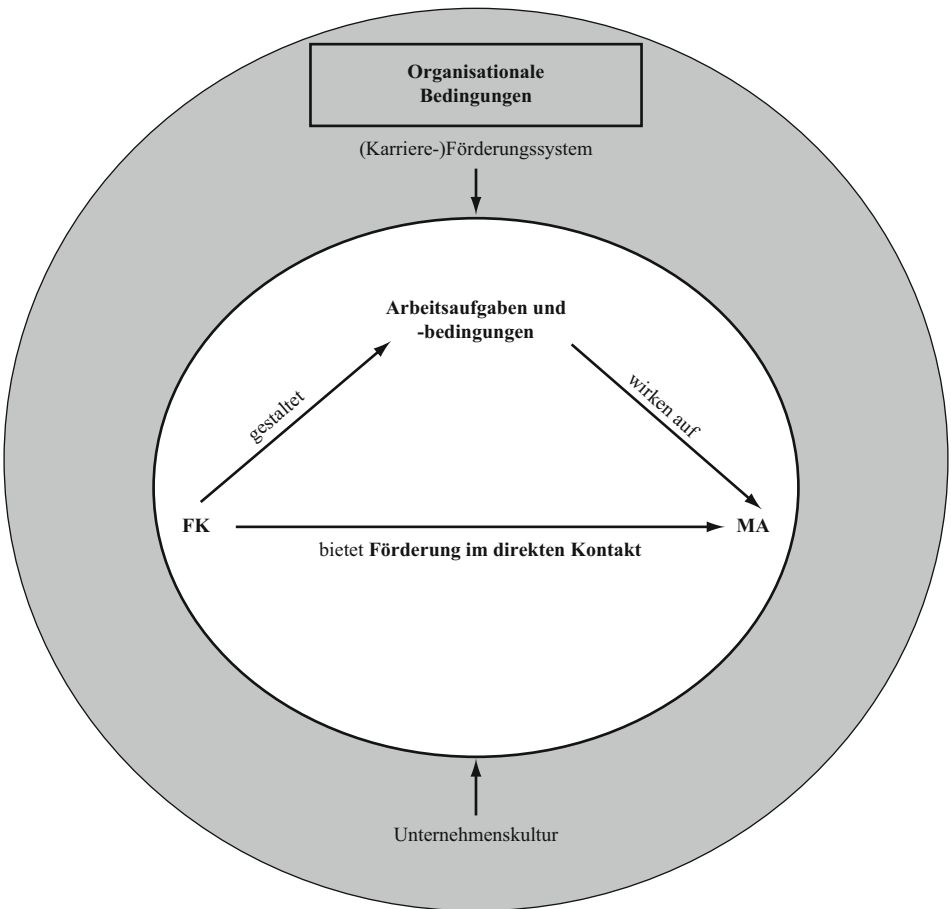 Organisationale
Bedingungen
(Karriere-)Förderungssystem
Arbeitsaufgaben und
-bedingungen
gestaltet
wirken auf
FK
MA
bietet Förderung im direkten Kontakt
Unternehmenskultur